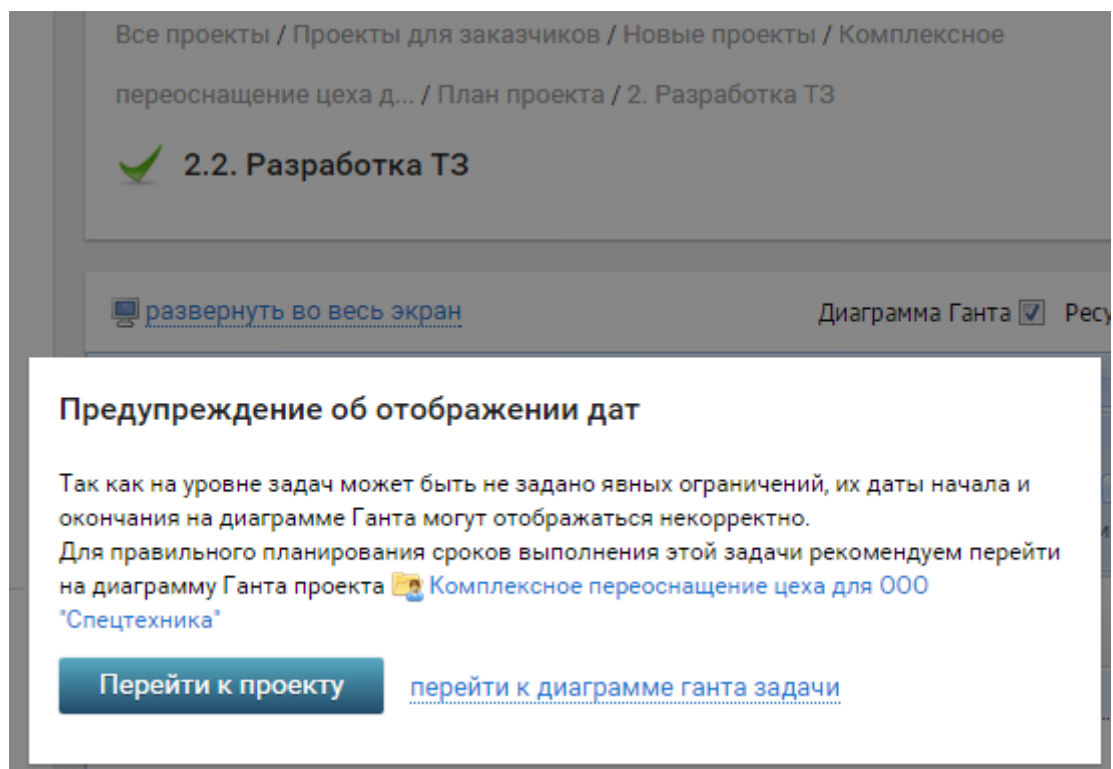 Все проекты / Проекты для заказчиков / Новые проекты / Комплексное
переоснащение цеха д... / План проекта / 2. Разработка ТЗ
2.2. Разработка ТЗ
развернуть во весь экран
Диаграмма Ганта Ресу
Предупреждение об отображении дат
Так как на уровне задач может быть не задано явных ограничений, их даты начала и
окончания на диаграмме Ганта могут отображаться некорректно.
Для правильного планирования сроков выполнения этой задачи рекомендуем перейти
на диаграмму Ганта проекта Комплексное переоснащение цеха для ООО
"Спецтехника"
Перейти к проекту
перейти к диаграмме ганта задачи